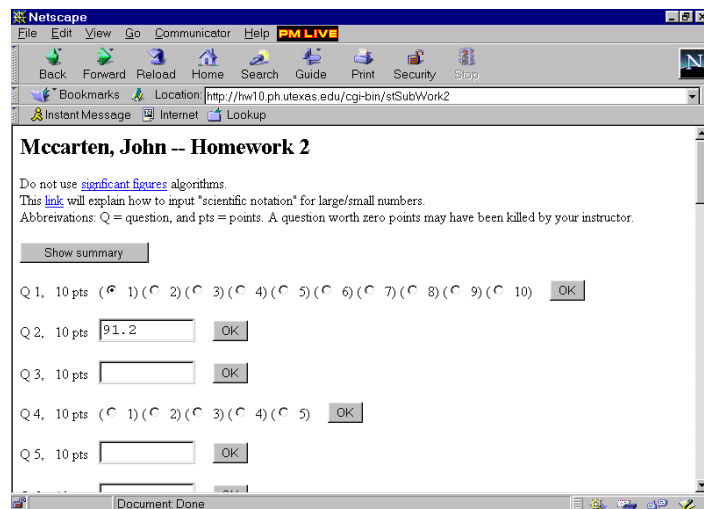 Netscape
File Edit View Go Communicator Help PM LIVE
Back Forward Reload Home Search Guide Print Security Stop
N
Bookmarks Location: http://hw10.ph.utexas.edu/cgi-bin/stSubWork2
Instant Message Internet Lookup
Mccarten, John -- Homework 2
Do not use signficant figures algorithms.
This link will explain how to input "scientific notation" for large/small numbers.
Abbreivations: Q = question, and pts = points. A question worth zero points may have been killed by your instructor.
Show summary
Q 1, 10 pts ( 1) ( 2) ( 3) ( 4) ( 5) ( 6) ( 7) ( 8) ( 9) ( 10) OK
Q 2, 10 pts 91.2 OK
Q 3, 10 pts OK
Q 4, 10 pts ( 1) ( 2) ( 3) ( 4) ( 5) OK
Q 5, 10 pts OK
Document: Done